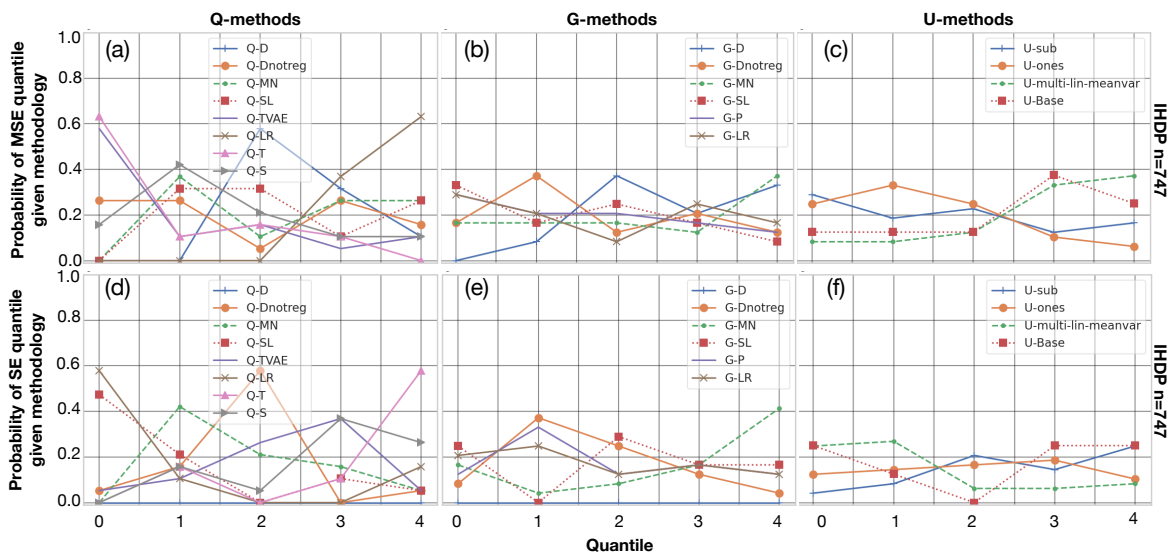 Q-methods
G-methods
U-methods
Probability of MSE quantile
given methodology
1.0
0.8
0.6
0.4
0.2
0.0
(a)
Q-D
Q-Dnotreg
Q-MN
Q-SL
Q-TVAE
Q-LR
Q-T
Q-S
(b)
G-D
G-Dnotreg
G-MN
G-SL
G-P
G-LR
(c)
U-sub
U-ones
U-multi-lin-meanvar
U-Base
IHDP n=747
Probability of SE quantile
given methodology
1.0
0.8
0.6
0.4
0.2
0.0
(d)
Q-D
Q-Dnotreg
Q-MN
Q-SL
Q-TVAE
Q-LR
Q-T
Q-S
(e)
G-D
G-Dnotreg
G-MN
G-SL
G-P
G-LR
(f)
U-sub
U-ones
U-multi-lin-meanvar
U-Base
IHDP n=747
0 1 2 3 4
0 1 2 3 4
0 1 2 3 4
Quantile